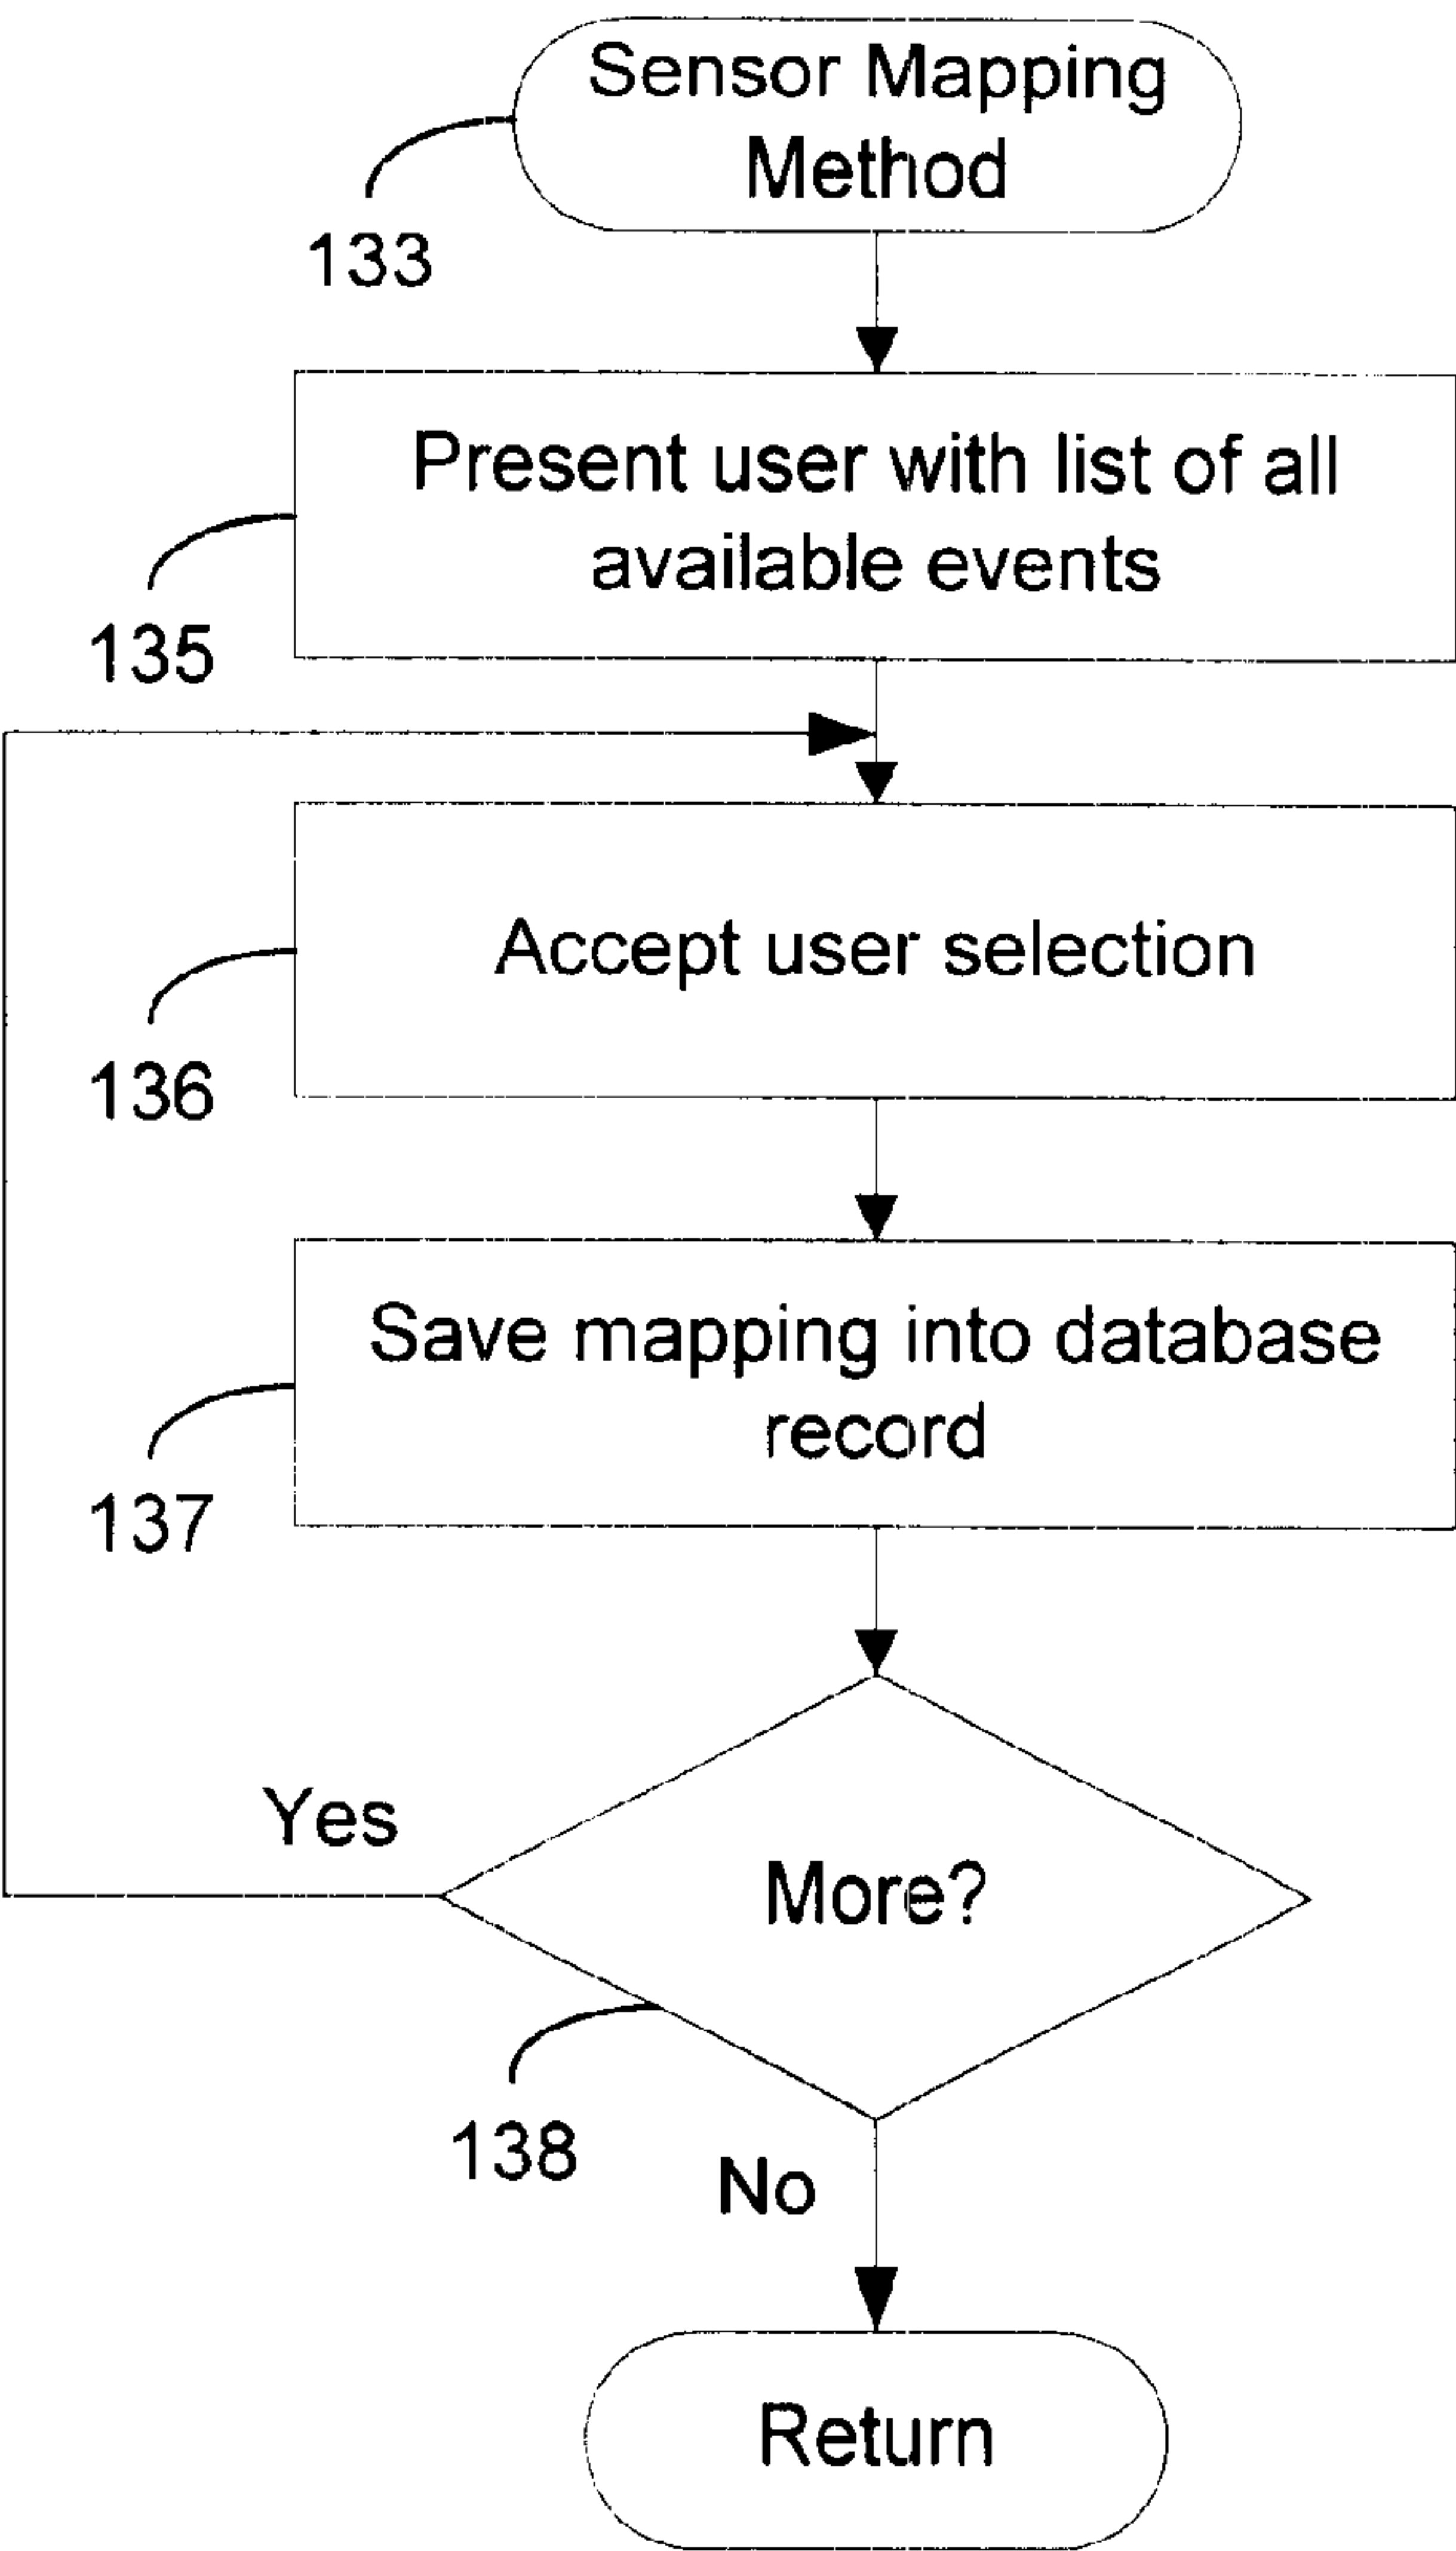 Sensor Mapping
Method
133
Present user with list of all
available events
135
Accept user selection
136
Save mapping into database
record
137
Yes
More?
138
No
Return